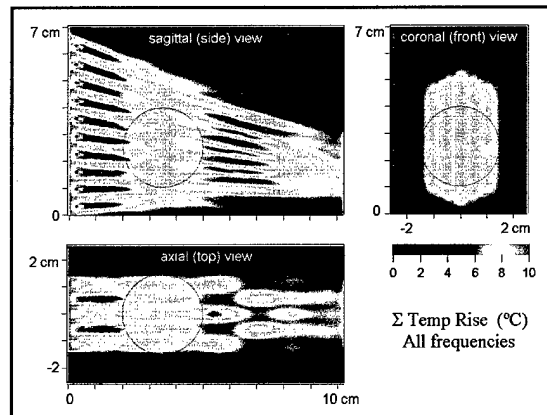 7 cm
sagittal (side) view
0
7 cm
coronal (front) view
0
-2
2 cm
0 2 4 6 8 10
Σ Temp Rise (ºC)
All frequencies
2 cm
axial (top) view
-2
0
10 cm